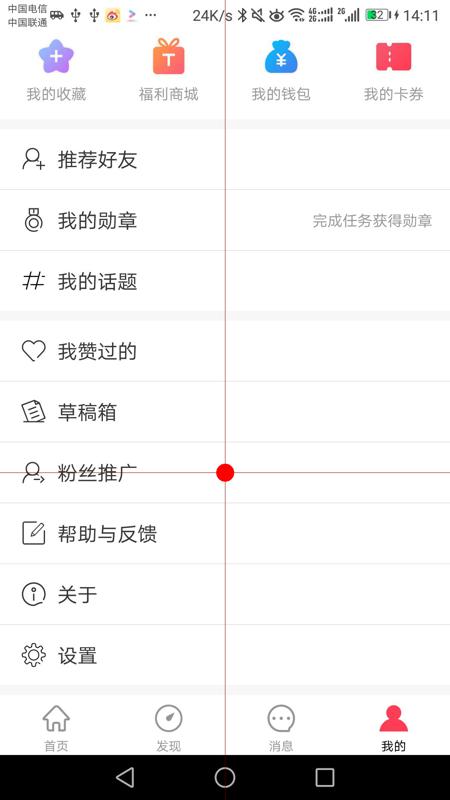 中国电信
中国联通
24K/s 4G 2G 2G 32 14:11
我的收藏 福利商城 我的钱包 我的卡券
推荐好友
我的勋章 完成任务获得勋章
我的话题
我赞过的
草稿箱
粉丝推广
帮助与反馈
关于
设置
首页 发现 消息 我的